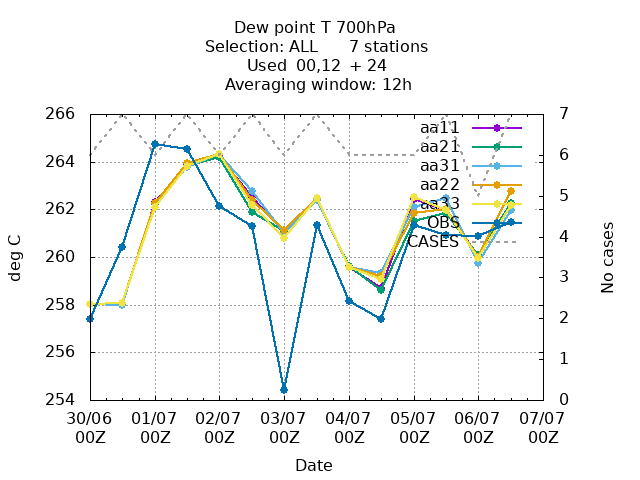 Dew point T 700hPa
Selection: ALL 7 stations
Used 00,12 + 24
Averaging window: 12h
266 7
264 6
262 5
260 4
258 3
256 2
254 1
0
deg C
No cases
aa11
aa21
aa31
aa22
aa33
OBS
CASES
30/06 01/07 02/07 03/07 04/07 05/07 06/07 07/07
00Z 00Z 00Z 00Z 00Z 00Z 00Z 00Z
Date